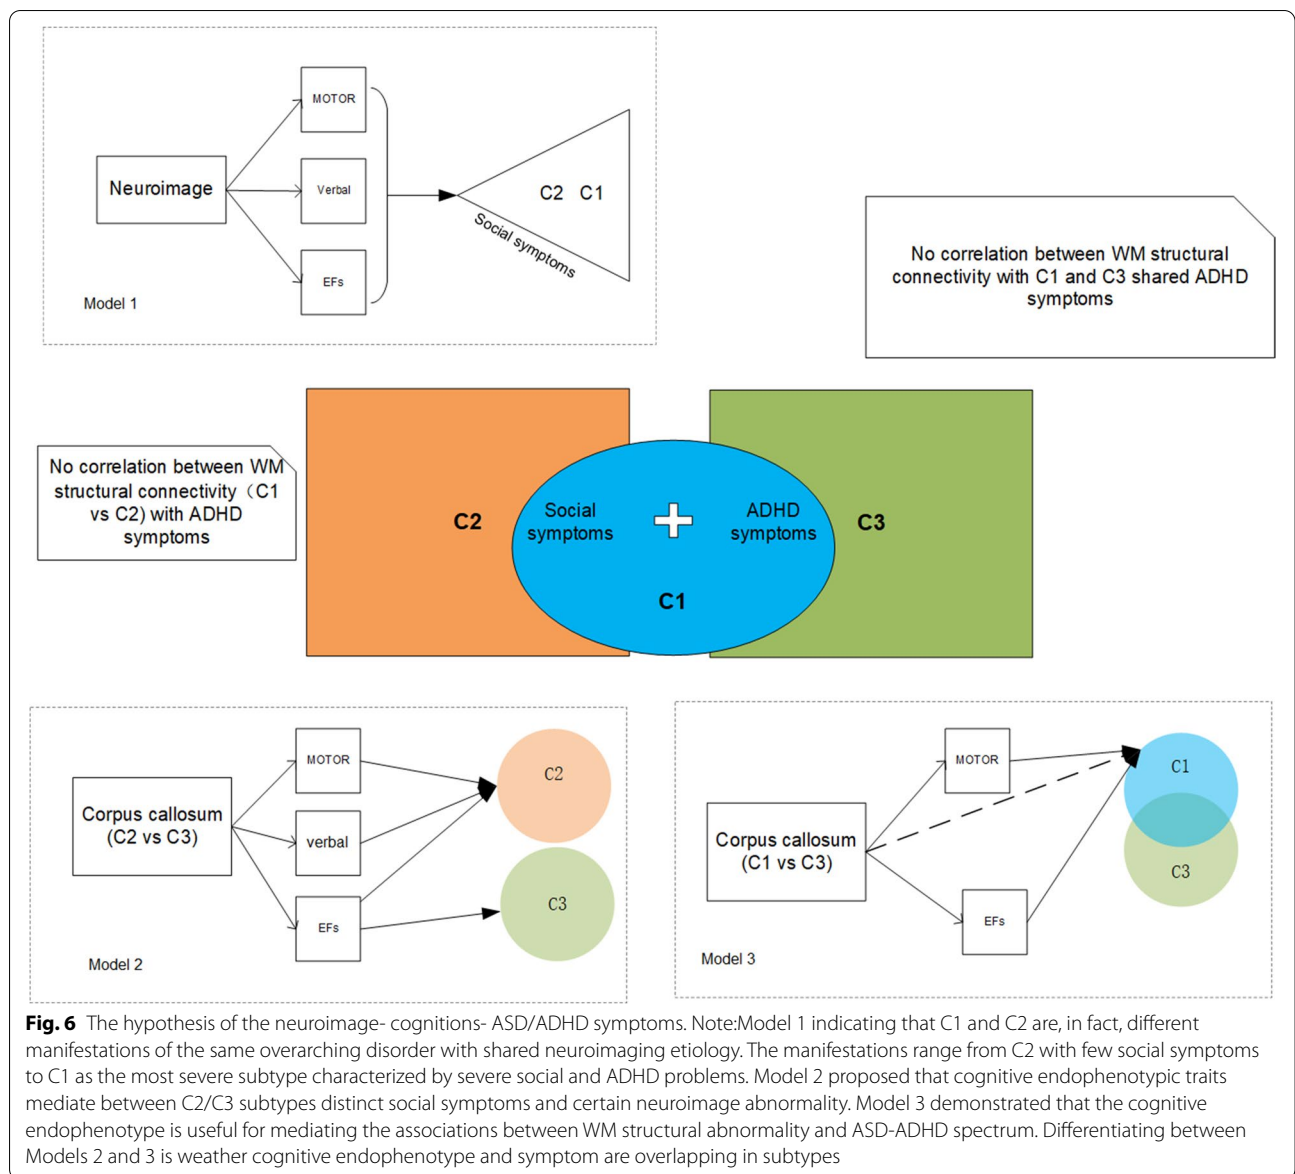 MOTOR
Neuroimage
Verbal
C2 C1
Social symptoms
EFs
Model 1
No correlation between WM structural
connectivity with C1 and C3 shared ADHD
symptoms
No correlation between WM
structural connectivity（C1
vs C2) with ADHD
symptoms
C2
Social
symptoms
ADHD
symptoms
C3
C1
MOTOR
C2
Corpus callosum
(C2 vs C3)
verbal
C3
EFs
Model 2
MOTOR
C1
Corpus callosum
(C1 vs C3)
C3
EFs
Model 3
Fig. 6 The hypothesis of the neuroimage- cognitions- ASD/ADHD symptoms. Note:Model 1 indicating that C1 and C2 are, in fact, different
manifestations of the same overarching disorder with shared neuroimaging etiology. The manifestations range from C2 with few social symptoms
to C1 as the most severe subtype characterized by severe social and ADHD problems. Model 2 proposed that cognitive endophenotypic traits
mediate between C2/C3 subtypes distinct social symptoms and certain neuroimage abnormality. Model 3 demonstrated that the cognitive
endophenotype is useful for mediating the associations between WM structural abnormality and ASD-ADHD spectrum. Differentiating between
Models 2 and 3 is weather cognitive endophenotype and symptom are overlapping in subtypes